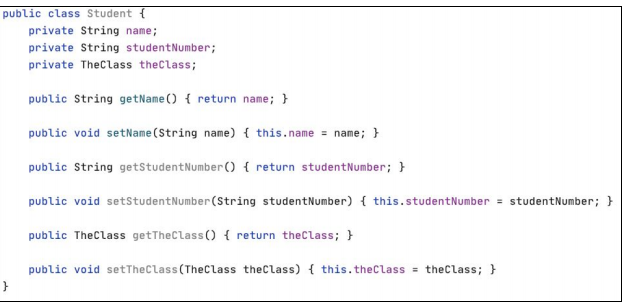 public class Student {
private String name;
private String studentNumber;
private TheClass theClass;
public String getName() { return name; }
public void setName(String name) { this.name = name; }
public String getStudentNumber() { return studentNumber; }
public void setStudentNumber(String studentNumber) { this.studentNumber = studentNumber; }
public TheClass getTheClass() { return theClass; }
public void setTheClass(TheClass theClass) { this.theClass = theClass; }
}